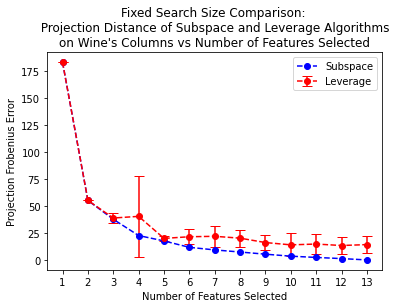 Fixed Search Size Comparison:
Projection Distance of Subspace and Leverage Algorithms
on Wine's Columns vs Number of Features Selected
Subspace
Leverage
Projection Frobenius Error
175
150
125
100
75
50
25
0
1 2 3 4 5 6 7 8 9 10 11 12 13
Number of Features Selected